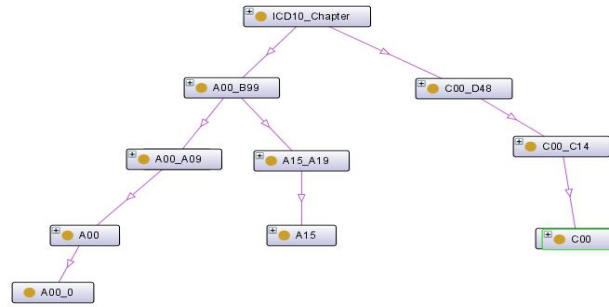 ICD10_Chapter
A00_B99
C00_D48
A00_A09
A15_A19
C00_C14
A00
A15
C00
A00_0